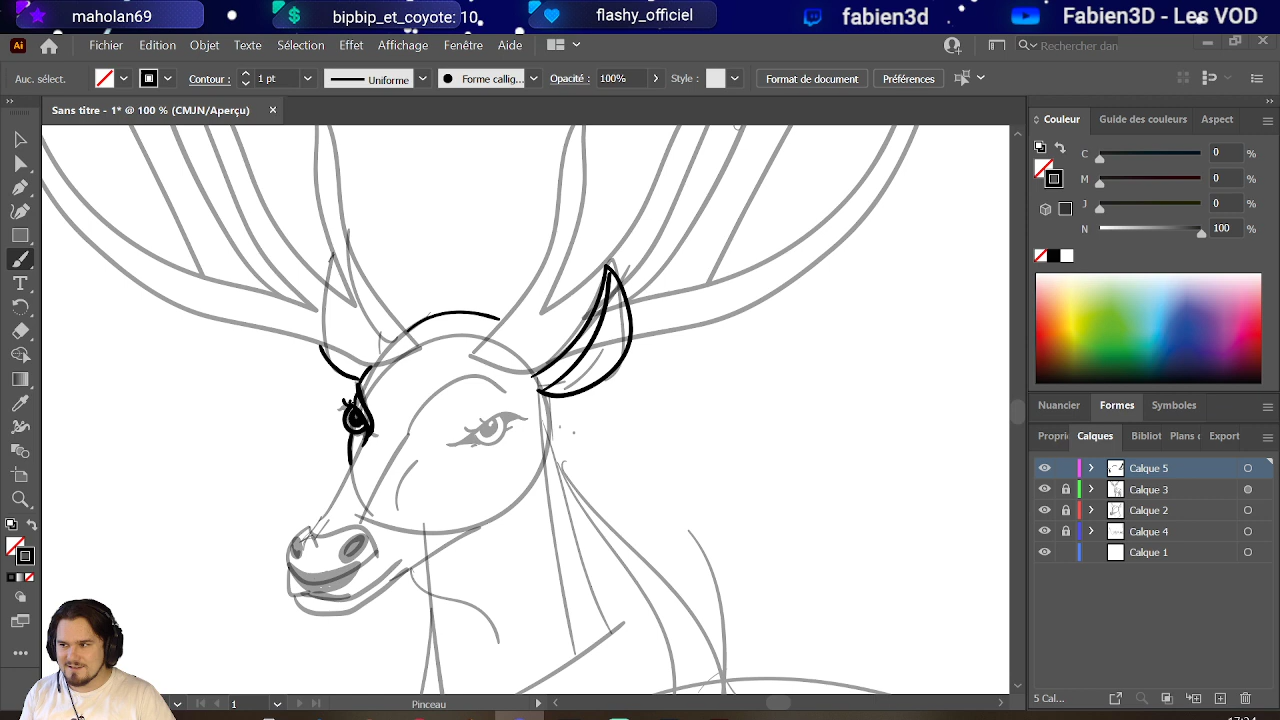 maholan69
bipbip_et_coyote: 10
flashy_officiel
fabien3d
Fabien3D - Les VOD
Ai
Fichier Edition Objet Texte Sélection Effet Affichage Fenêtre Aide
Rechercher dan
Auc. sélect.
Contour :
1 pt
Uniforme
Forme callig...
Opacité :
100%
Style :
Format de document
Préférences
Sans titre - 1* @ 100 % (CMJN/Aperçu)
Couleur
Guide des couleurs
Aspect
C 0 %
M 0 %
J 0 %
N 100 %
Nuancier
Formes
Symboles
Propri
Calques
Bibliot
Plans c
Export
Calque 5
Calque 3
Calque 2
Calque 4
Calque 1
5 Cal...
1
Pinceau